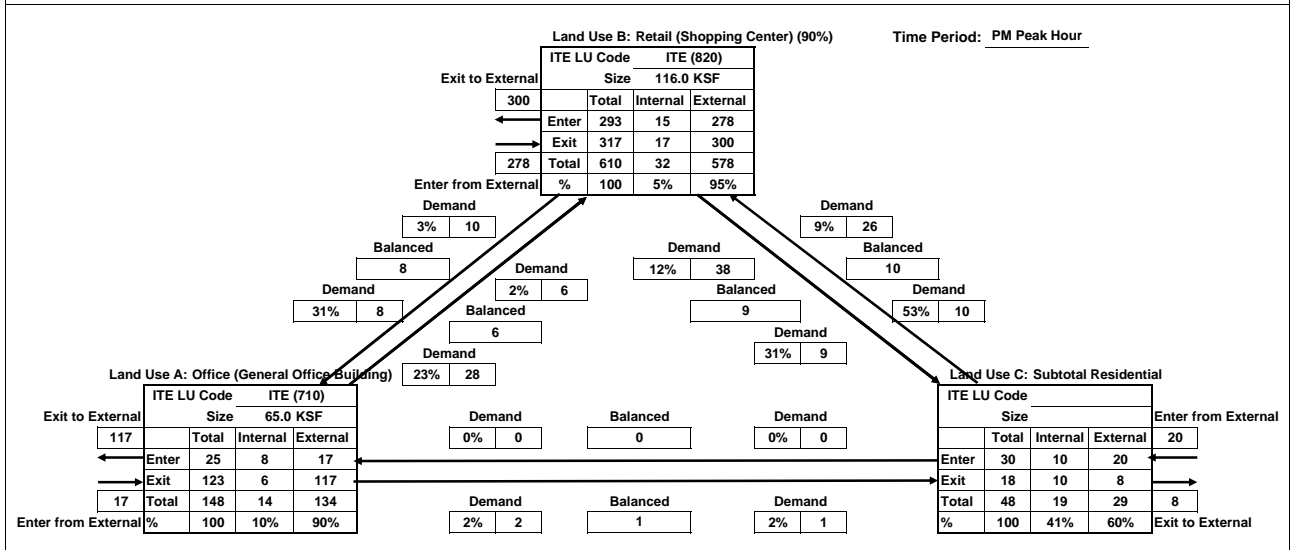 Land Use B: Retail (Shopping Center) (90%)
Time Period: PM Peak Hour
ITE LU Code ITE (820)
Exit to External Size 116.0 KSF
300 Total Internal External
Enter 293 15 278
Exit 317 17 300
278 Total 610 32 578
Enter from External % 100 5% 95%
Demand
3% 10
Balanced
8
Demand
31% 8
Demand
2% 6
Balanced
6
Demand
23% 28
Demand
12% 38
Balanced
9
Demand
31% 9
Demand
9% 26
Balanced
10
Demand
53% 10
Land Use A: Office (General Office Building)
ITE LU Code ITE (710)
Exit to External Size 65.0 KSF
117 Total Internal External
Enter 25 8 17
Exit 123 6 117
17 Total 148 14 134
Enter from External % 100 10% 90%
Demand Balanced Demand
0% 0 0 0% 0
Demand Balanced Demand
2% 2 1 2% 1
Land Use C: Subtotal Residential
ITE LU Code
Size Enter from External
Total Internal External 20
Enter 30 10 20
Exit 18 10 8
Total 48 19 29 8
% 100 41% 60% Exit to External